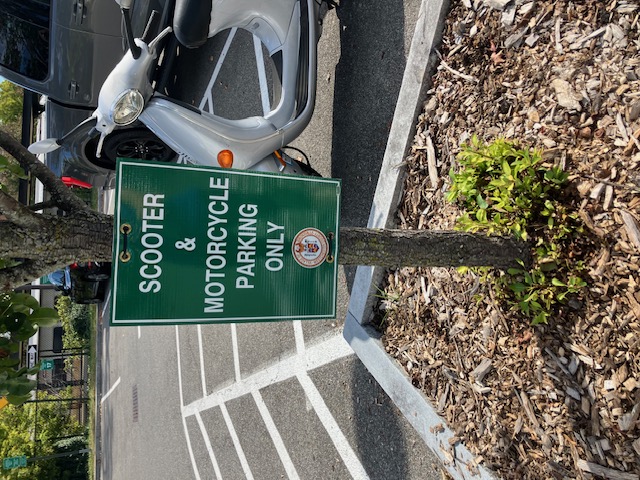 SCOOTER
&
MOTORCYCLE
PARKING
ONLY